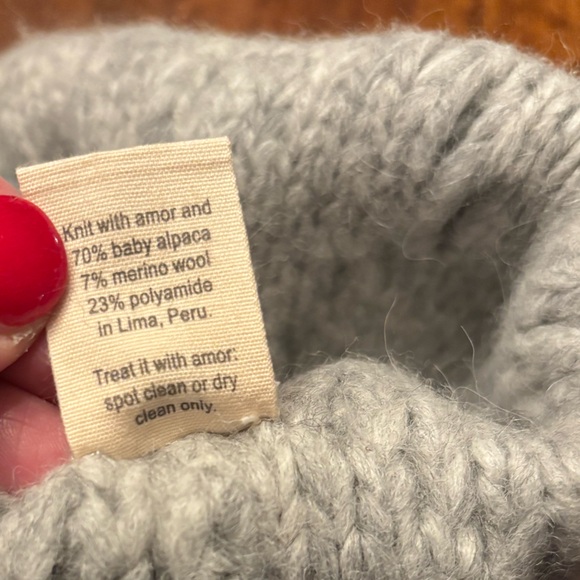 Knit with amor and
70% baby alpaca
7% merino wool
23% polyamide
in Lima, Peru.
Treat it with amor:
spot clean or dry
clean only.